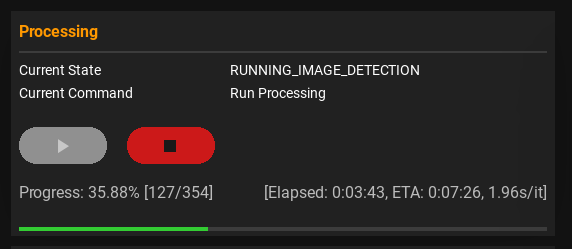 Processing
Current State RUNNING_IMAGE_DETECTION
Current Command Run Processing
Progress: 35.88% [127/354] [Elapsed: 0:03:43, ETA: 0:07:26, 1.96s/it]